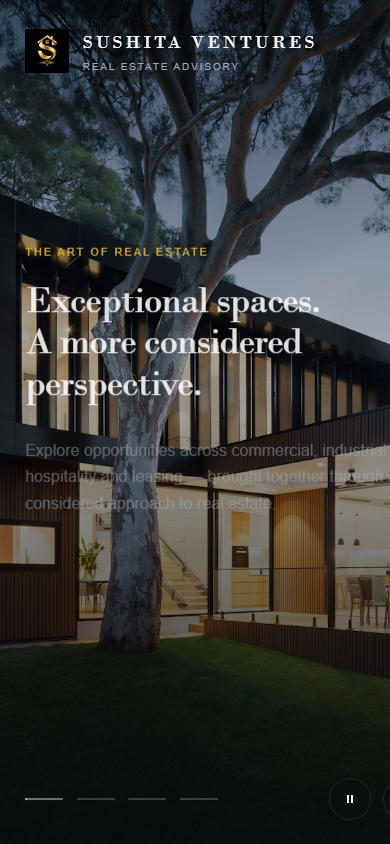 SUSHITA VENTURES
REAL ESTATE ADVISORY
THE ART OF REAL ESTATE
Exceptional spaces.
A more considered
perspective.
Explore opportunities across commercial, industrial
hospitality and leasing — brought together through
considered approach to real estate.